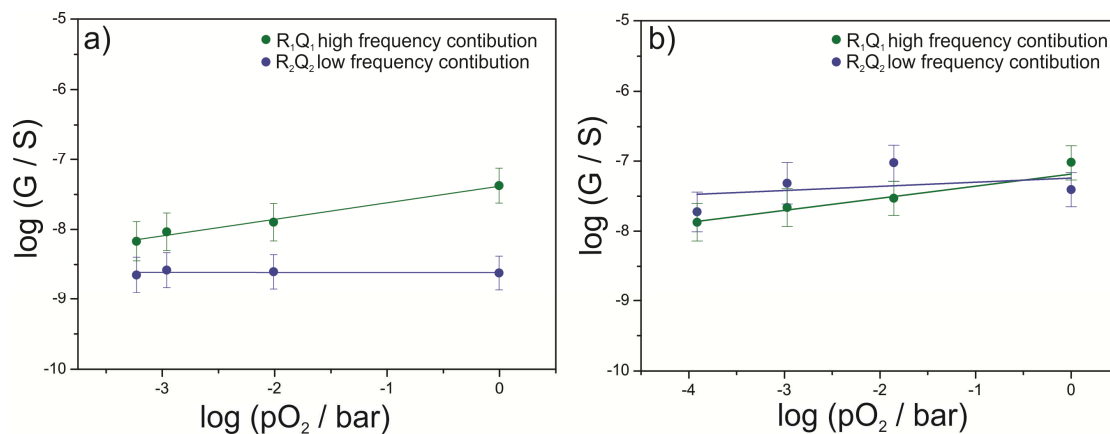 a)
R₁Q₁ high frequency contibution
R₂Q₂ low frequency contibution
log (G / S)
-5
-6
-7
-8
-9
-10
-3
-2
-1
0
log (pO₂ / bar)
b)
R₁Q₁ high frequency contibution
R₂Q₂ low frequency contibution
log (G / S)
-5
-6
-7
-8
-9
-10
-4
-3
-2
-1
0
log (pO₂ / bar)